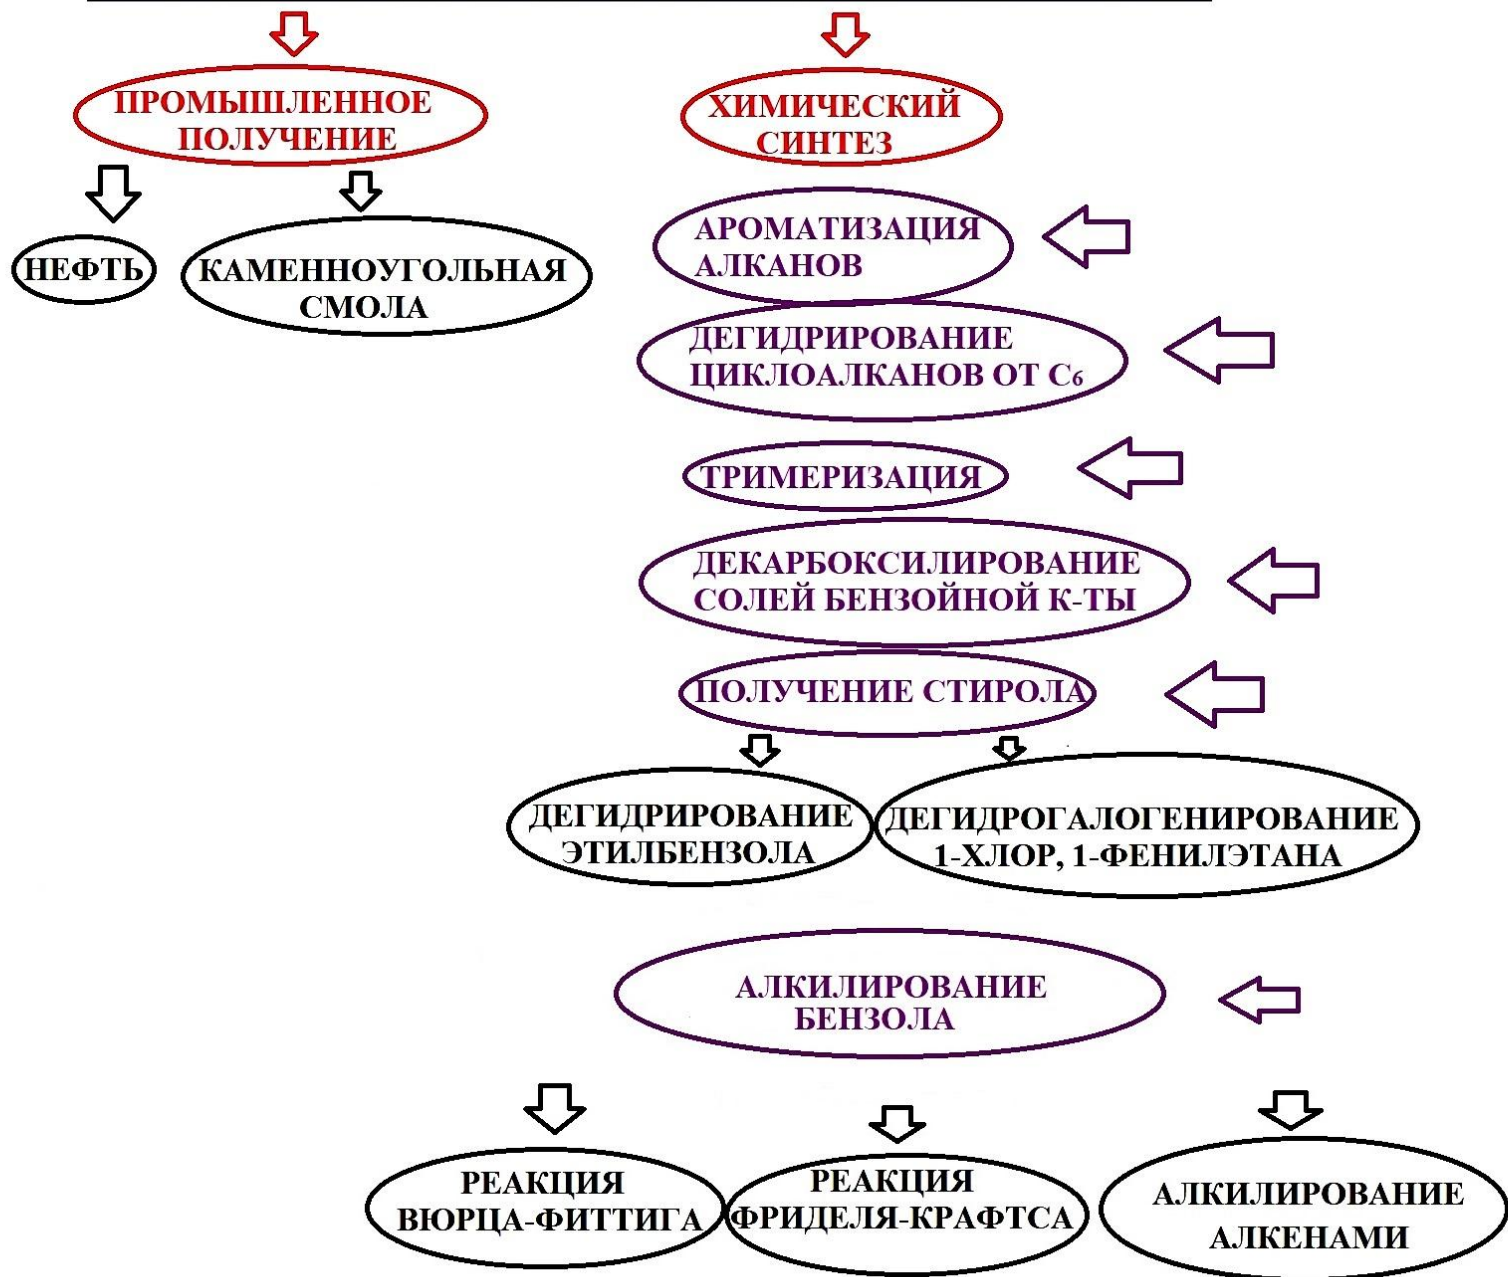 ПРОМЫШЛЕННОЕ
ПОЛУЧЕНИЕ
ХИМИЧЕСКИЙ
СИНТЕЗ
НЕФТЬ
КАМЕННОУГОЛЬНАЯ
СМОЛА
АРОМАТИЗАЦИЯ
АЛКАНОВ
ДЕГИДРИРОВАНИЕ
ЦИКЛОАЛКАНОВ ОТ С₆
ТРИМЕРИЗАЦИЯ
ДЕКАРБОКСИЛИРОВАНИЕ
СОЛЕЙ БЕНЗОЙНОЙ К-ТЫ
ПОЛУЧЕНИЕ СТИРОЛА
ДЕГИДРИРОВАНИЕ
ЭТИЛБЕНЗОЛА
ДЕГИДРОГАЛОГЕНИРОВАНИЕ
1-ХЛОР, 1-ФЕНИЛЭТАНА
АЛКИЛИРОВАНИЕ
БЕНЗОЛА
РЕАКЦИЯ
ВЮРЦА-ФИТТИГА
РЕАКЦИЯ
ФРИДЕЛЯ-КРАФТСА
АЛКИЛИРОВАНИЕ
АЛКЕНАМИ